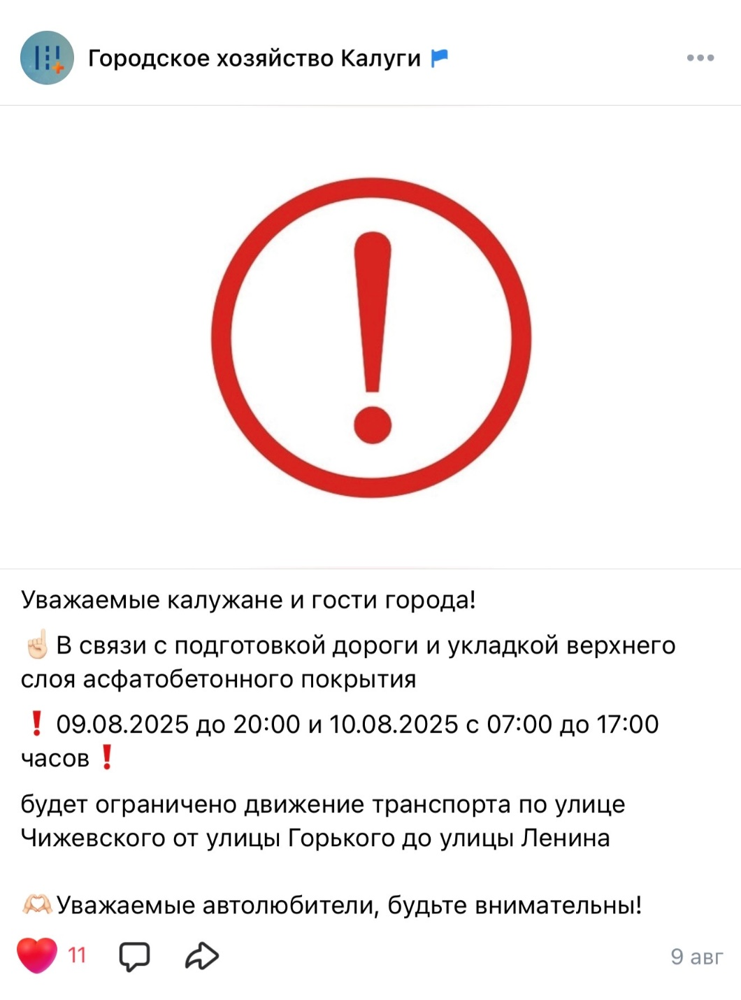 Городское хозяйство Калуги
Уважаемые калужане и гости города!
☝🏻 В связи с подготовкой дороги и укладкой верхнего
слоя асфатобетонного покрытия
❗ 09.08.2025 до 20:00 и 10.08.2025 с 07:00 до 17:00
часов ❗
будет ограничено движение транспорта по улице
Чижевского от улицы Горького до улицы Ленина
🫶🏻Уважаемые автолюбители, будьте внимательны!
11
9 авг